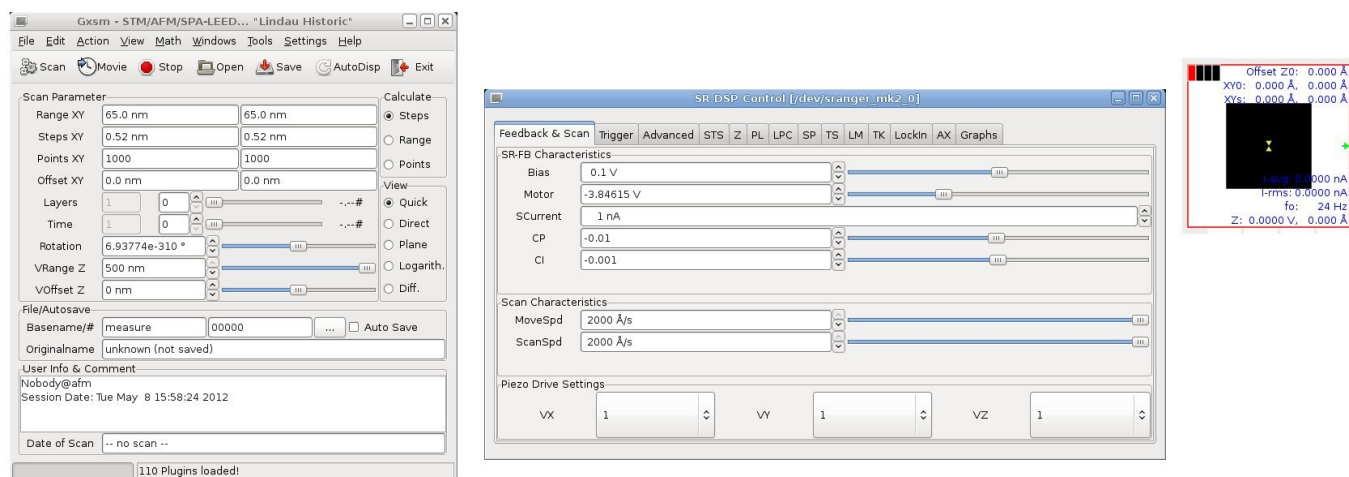 Gxsm - STM/AFM/SPA-LEED... "Lindau Historic"
File Edit Action View Math Windows Tools Settings Help
Scan Movie Stop Open Save AutoDisp Exit
Scan Parameter
Range XY 65.0 nm 65.0 nm
Steps XY 0.52 nm 0.52 nm
Points XY 1000 1000
Offset XY 0.0 nm 0.0 nm
Layers 1 0 -.--#
Time 1 0 -.--#
Rotation 6.93774e-310 °
VRange Z 500 nm
VOffset Z 0 nm
Calculate
Steps
Range
Points
View
Quick
Direct
Plane
Logarith.
Diff.
File/Autosave
Basename/# measure 00000 ... Auto Save
Originalname unknown (not saved)
User Info & Comment
Nobody@afm
Session Date: Tue May 8 15:58:24 2012
Date of Scan -- no scan --
110 Plugins loaded!
SR DSP Control [/dev/sranger_mk2_0]
Feedback & Scan Trigger Advanced STS Z PL LPC SP TS LM TK LockIn AX Graphs
SR-FB Characteristics
Bias 0.1 V
Motor -3.84615 V
SCurrent 1 nA
CP -0.01
CI -0.001
Scan Characteristics
MoveSpd 2000 Å/s
ScanSpd 2000 Å/s
Piezo Drive Settings
VX 1 VY 1 VZ 1
Offset Z0: 0.000 Å
XY0: 0.000 Å, 0.000 Å
XYs: 0.000 Å, 0.000 Å
I-avg: 0.0000 nA
I-rms: 0.0000 nA
fo: 24 Hz
Z: 0.0000 V, 0.000 Å